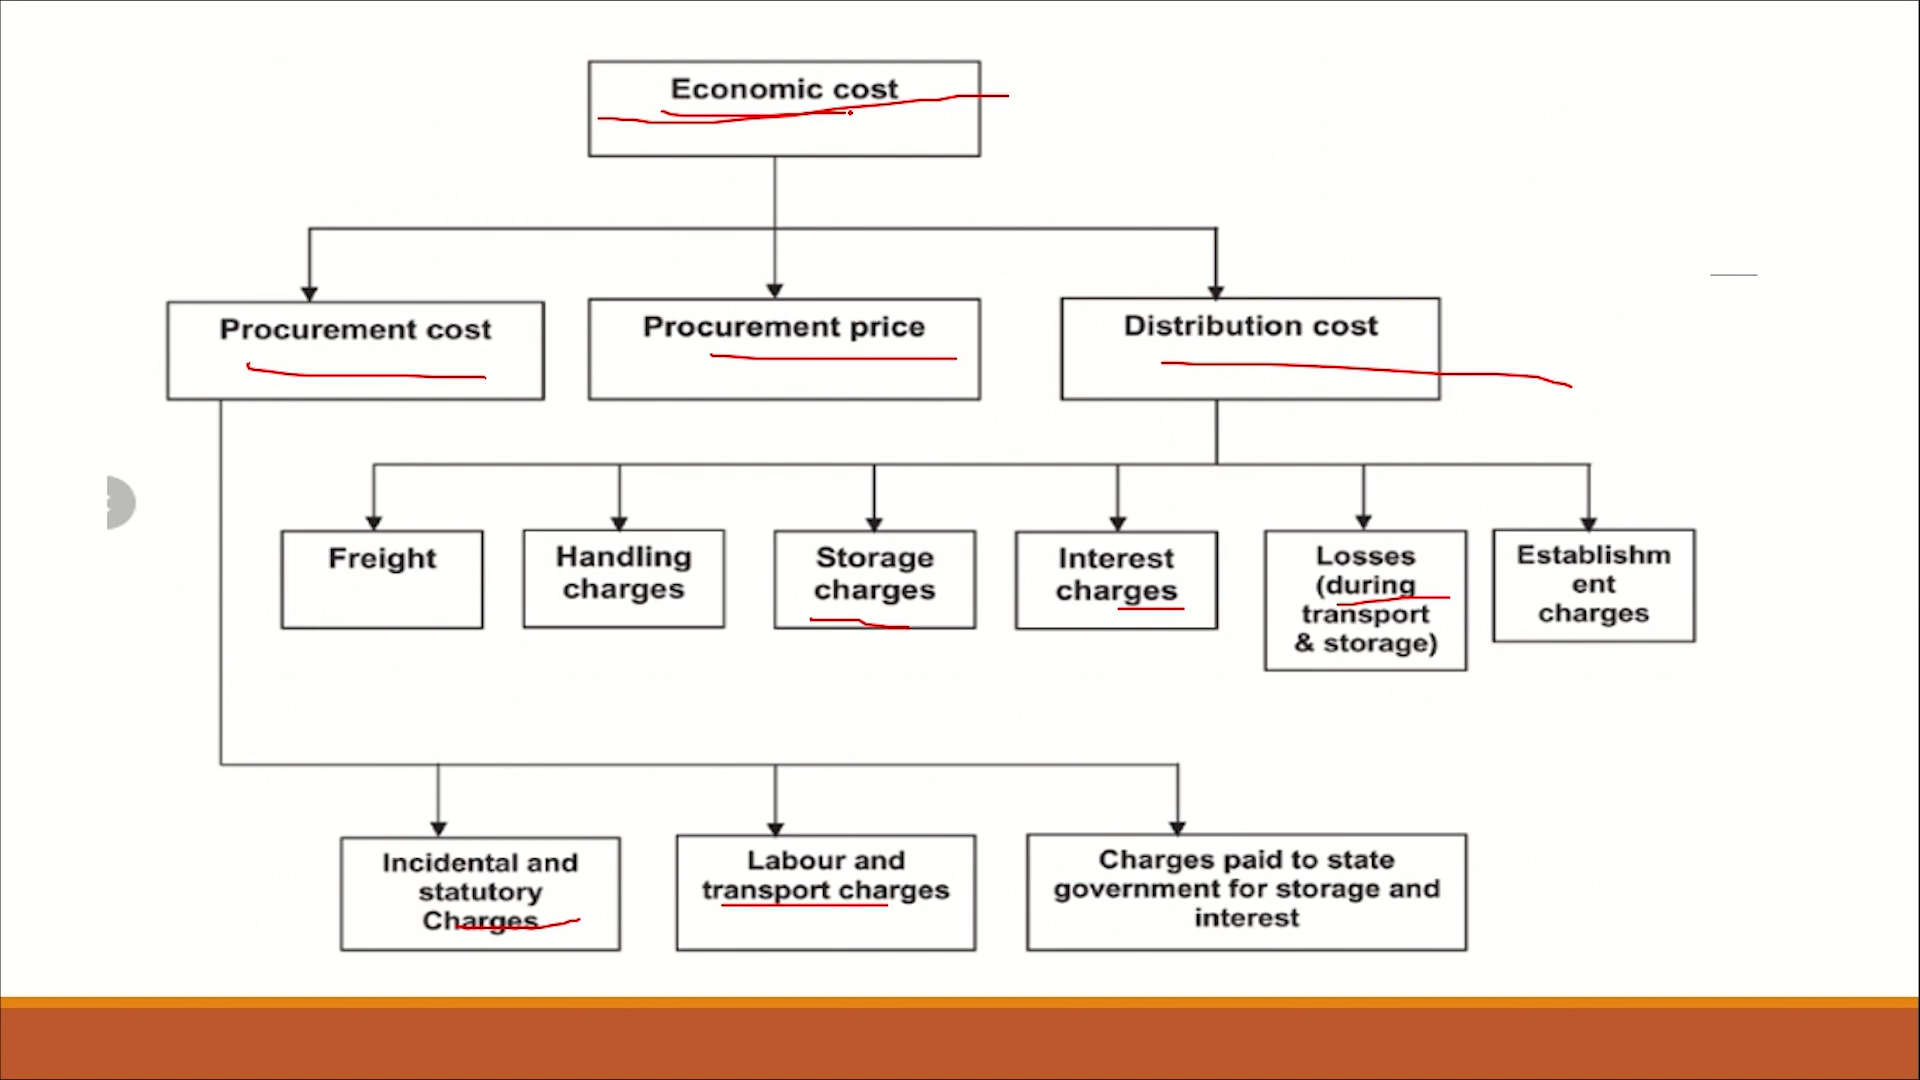 Economic cost
Procurement cost
Procurement price
Distribution cost
Freight
Handling
charges
Storage
charges
Interest
charges
Losses
(during
transport
& storage)
Establishm
ent
charges
Incidental and
statutory
Charges
Labour and
transport charges
Charges paid to state
government for storage and
interest